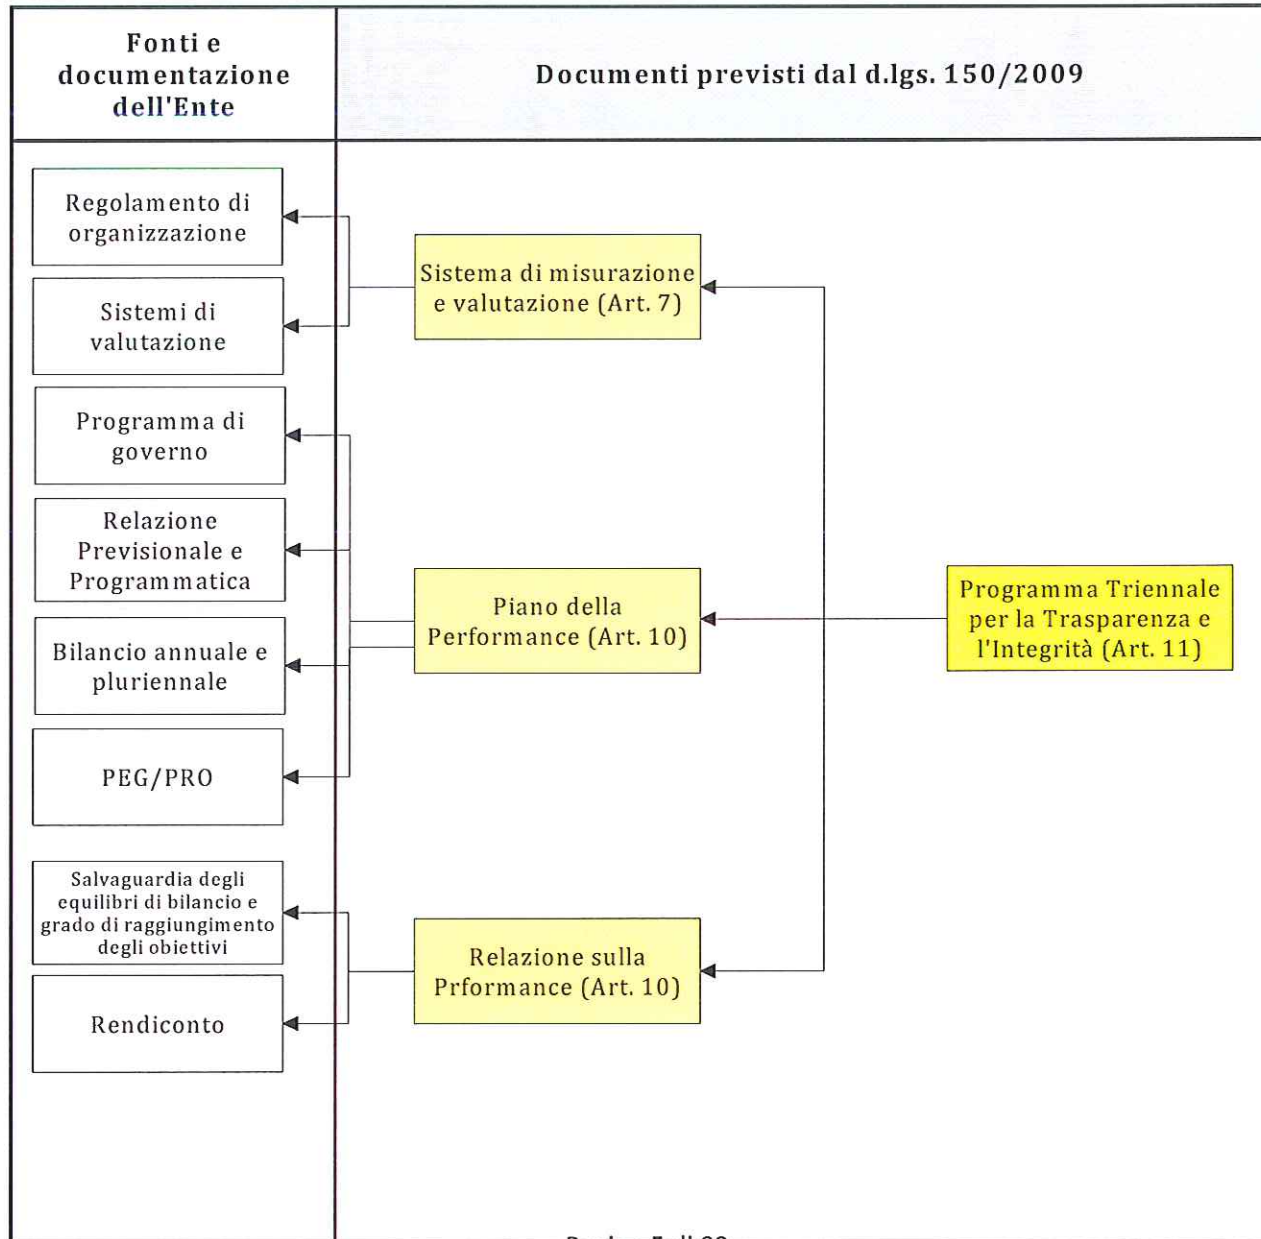 Fonti e
documentazione
dell'Ente
Documenti previsti dal d.lgs. 150/2009
Regolamento di
organizzazione
Sistemi di
valutazione
Programma di
governo
Relazione
Previsionale e
Programmatica
Bilancio annuale e
pluriennale
PEG/PRO
Salvaguardia degli
equilibri di bilancio e
grado di raggiungimento
degli obiettivi
Rendiconto
Sistema di misurazione
e valutazione (Art. 7)
Piano della
Performance (Art. 10)
Relazione sulla
Prformance (Art. 10)
Programma Triennale
per la Trasparenza e
l'Integrità (Art. 11)